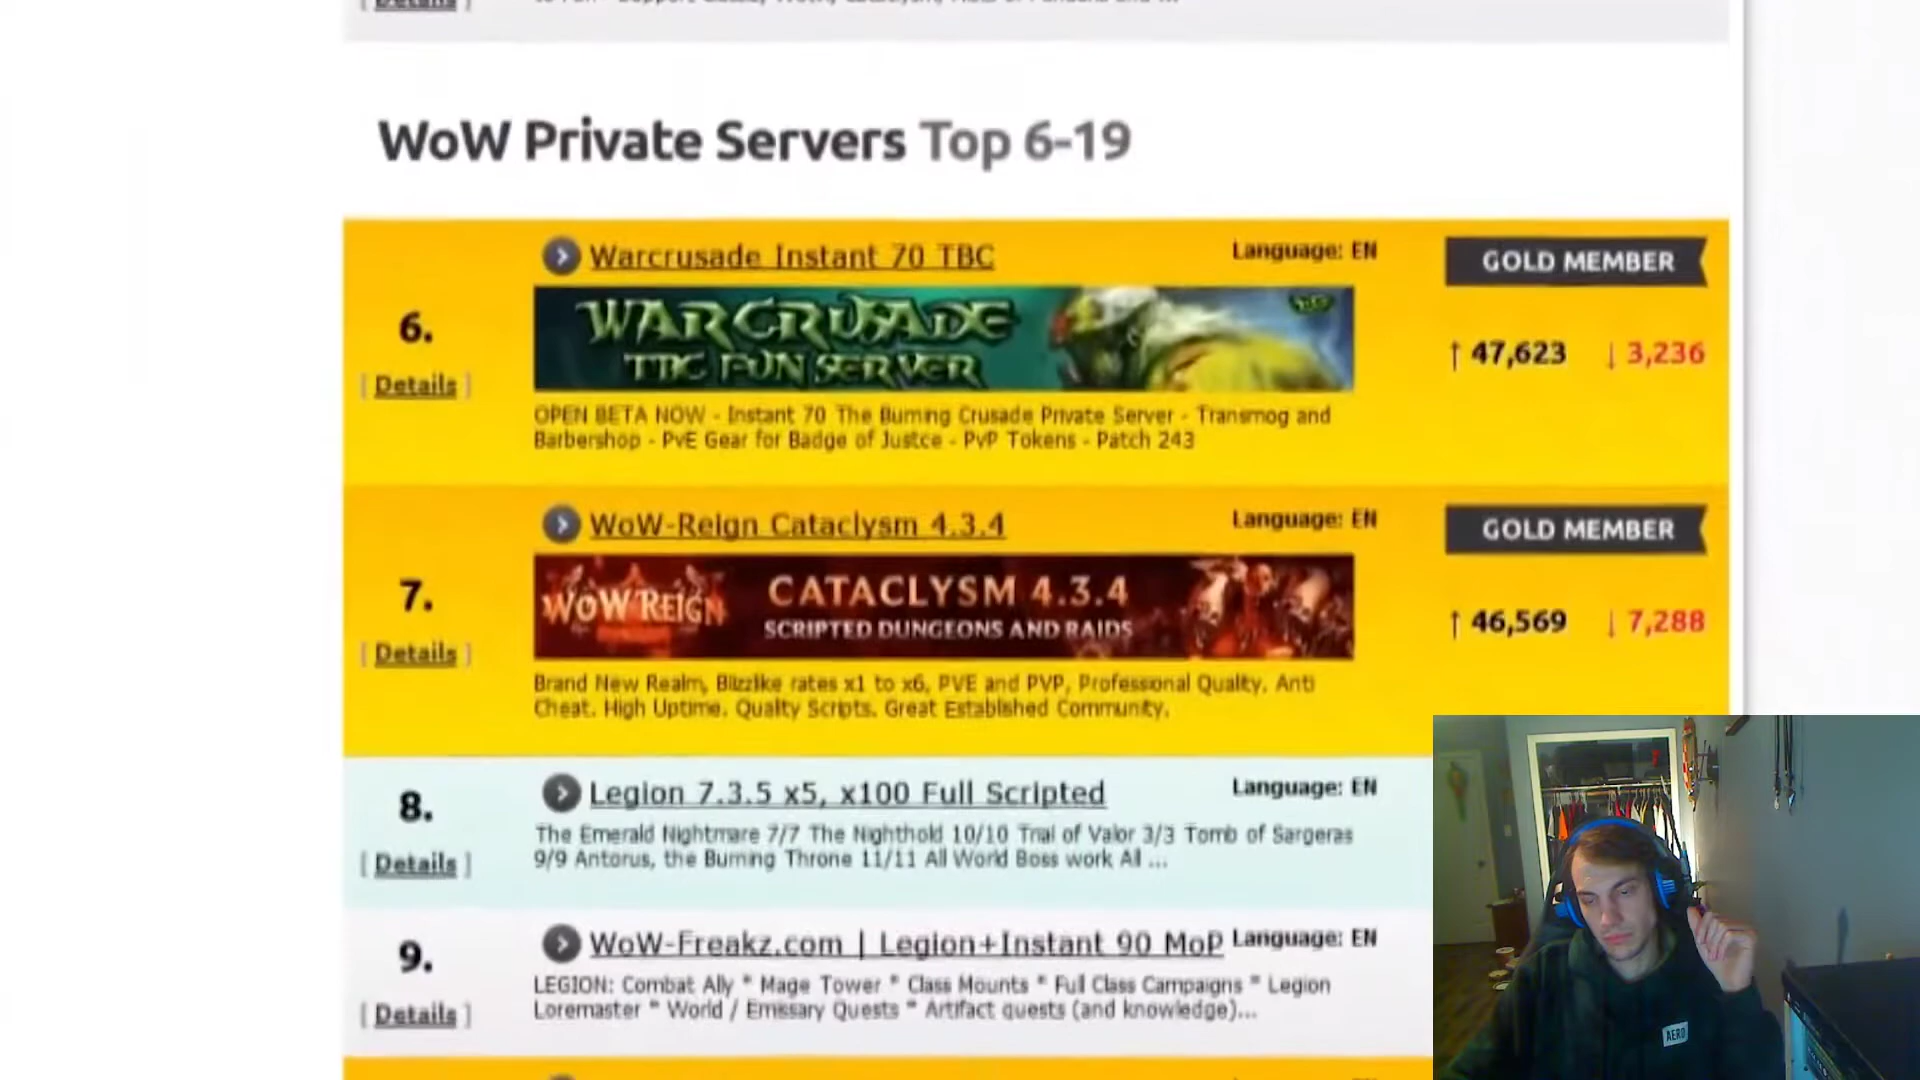 [ Details ]
WoW Private Servers Top 6-19
Warcrusade Instant 70 TBC
Language: EN
GOLD MEMBER
6.
WARCRUSADE
TBC FUN SERVER
↑ 47,623 ↓ 3,236
[ Details ]
OPEN BETA NOW - Instant 70 The Burning Crusade Private Server - Transmog and
Barbershop - PvE Gear for Badge of Justce - PvP Tokens - Patch 243
WoW-Reign Cataclysm 4.3.4
Language: EN
GOLD MEMBER
7.
WOW REIGN
CATACLYSM 4.3.4
SCRIPTED DUNGEONS AND RAIDS
↑ 46,569 ↓ 7,288
[ Details ]
Brand New Realm, Blizzlike rates x1 to x6, PVE and PVP, Professional Quality, Anti
Cheat, High Uptime, Quality Scripts, Great Established Community.
Legion 7.3.5 x5, x100 Full Scripted
Language: EN
8.
The Emerald Nightmare 7/7 The Nighthold 10/10 Trial of Valor 3/3 Tomb of Sargeras
9/9 Antorus, the Burning Throne 11/11 All World Boss work All ...
[ Details ]
WoW-Freakz.com | Legion+Instant 90 MoP
Language: EN
9.
LEGION: Combat Ally * Mage Tower * Class Mounts * Full Class Campaigns * Legion
Loremaster * World / Emissary Quests * Artifact quests (and knowledge)...
[ Details ]
AERO